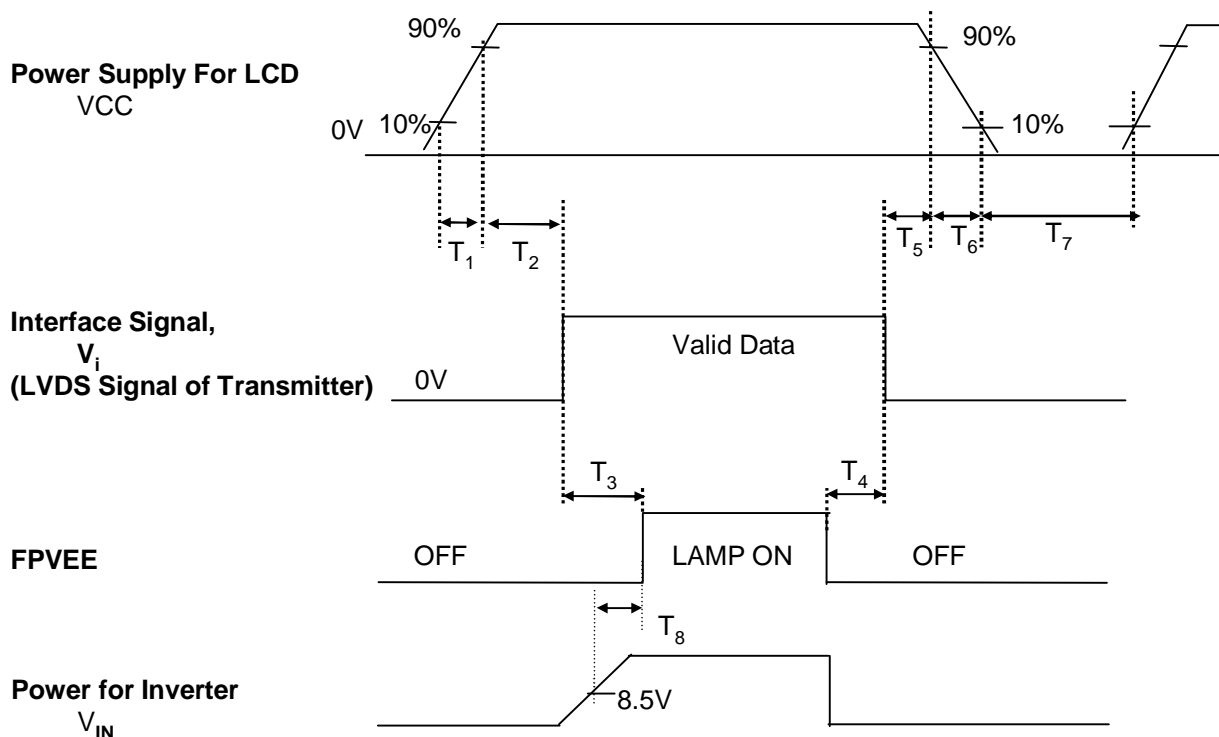 Power Supply For LCD
VCC
90%
0V 10%
90%
10%
T1 T2 T5 T6 T7
Interface Signal,
Vi
(LVDS Signal of Transmitter)
0V
Valid Data
T3 T4
FPVEE
OFF LAMP ON OFF
T8
Power for Inverter
VIN
8.5V